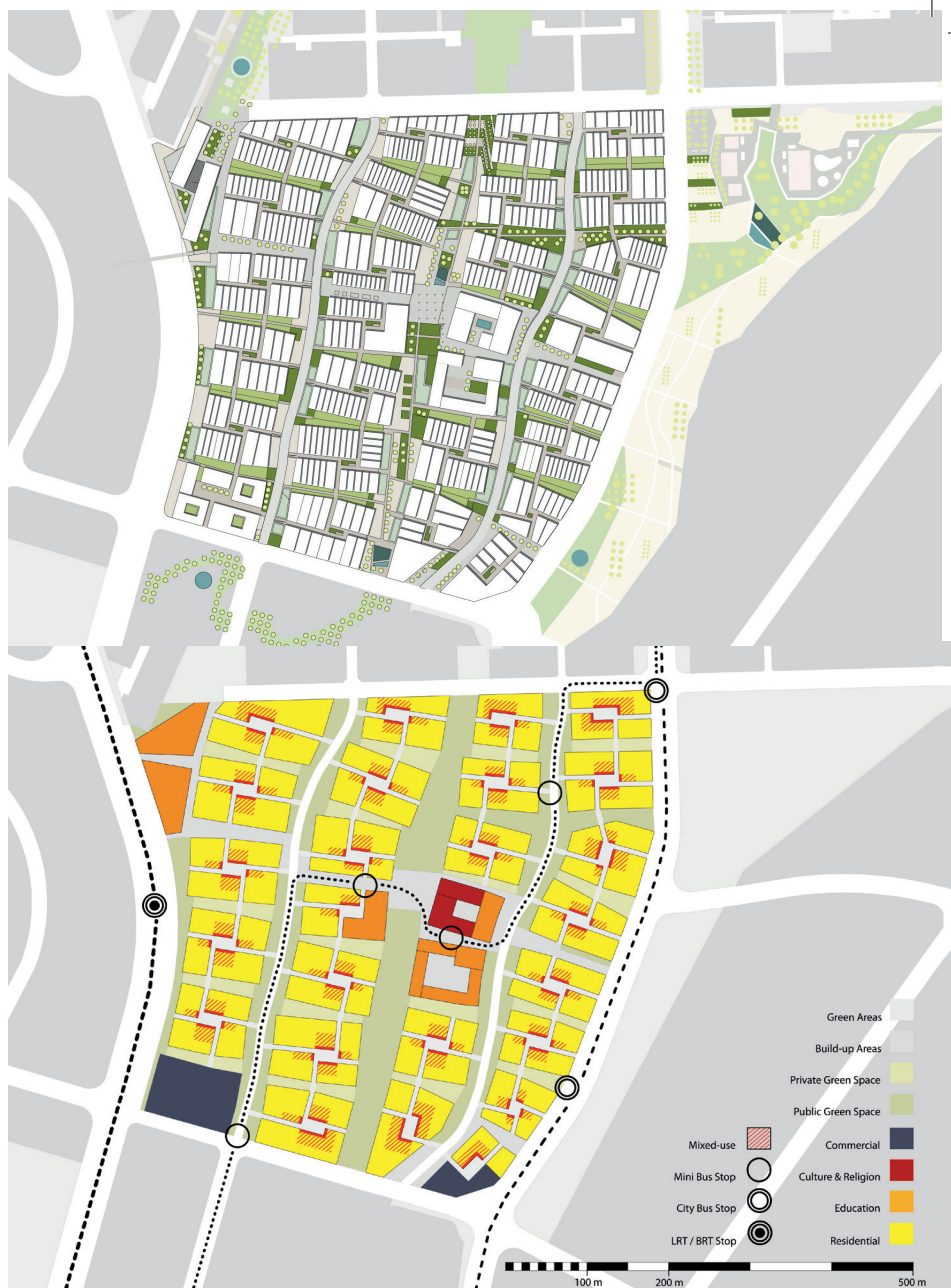 Green Areas
Build-up Areas
Private Green Space
Public Green Space
Mixed-use
Commercial
Mini Bus Stop
Culture & Religion
City Bus Stop
Education
LRT / BRT Stop
Residential
100 m
200 m
500 m